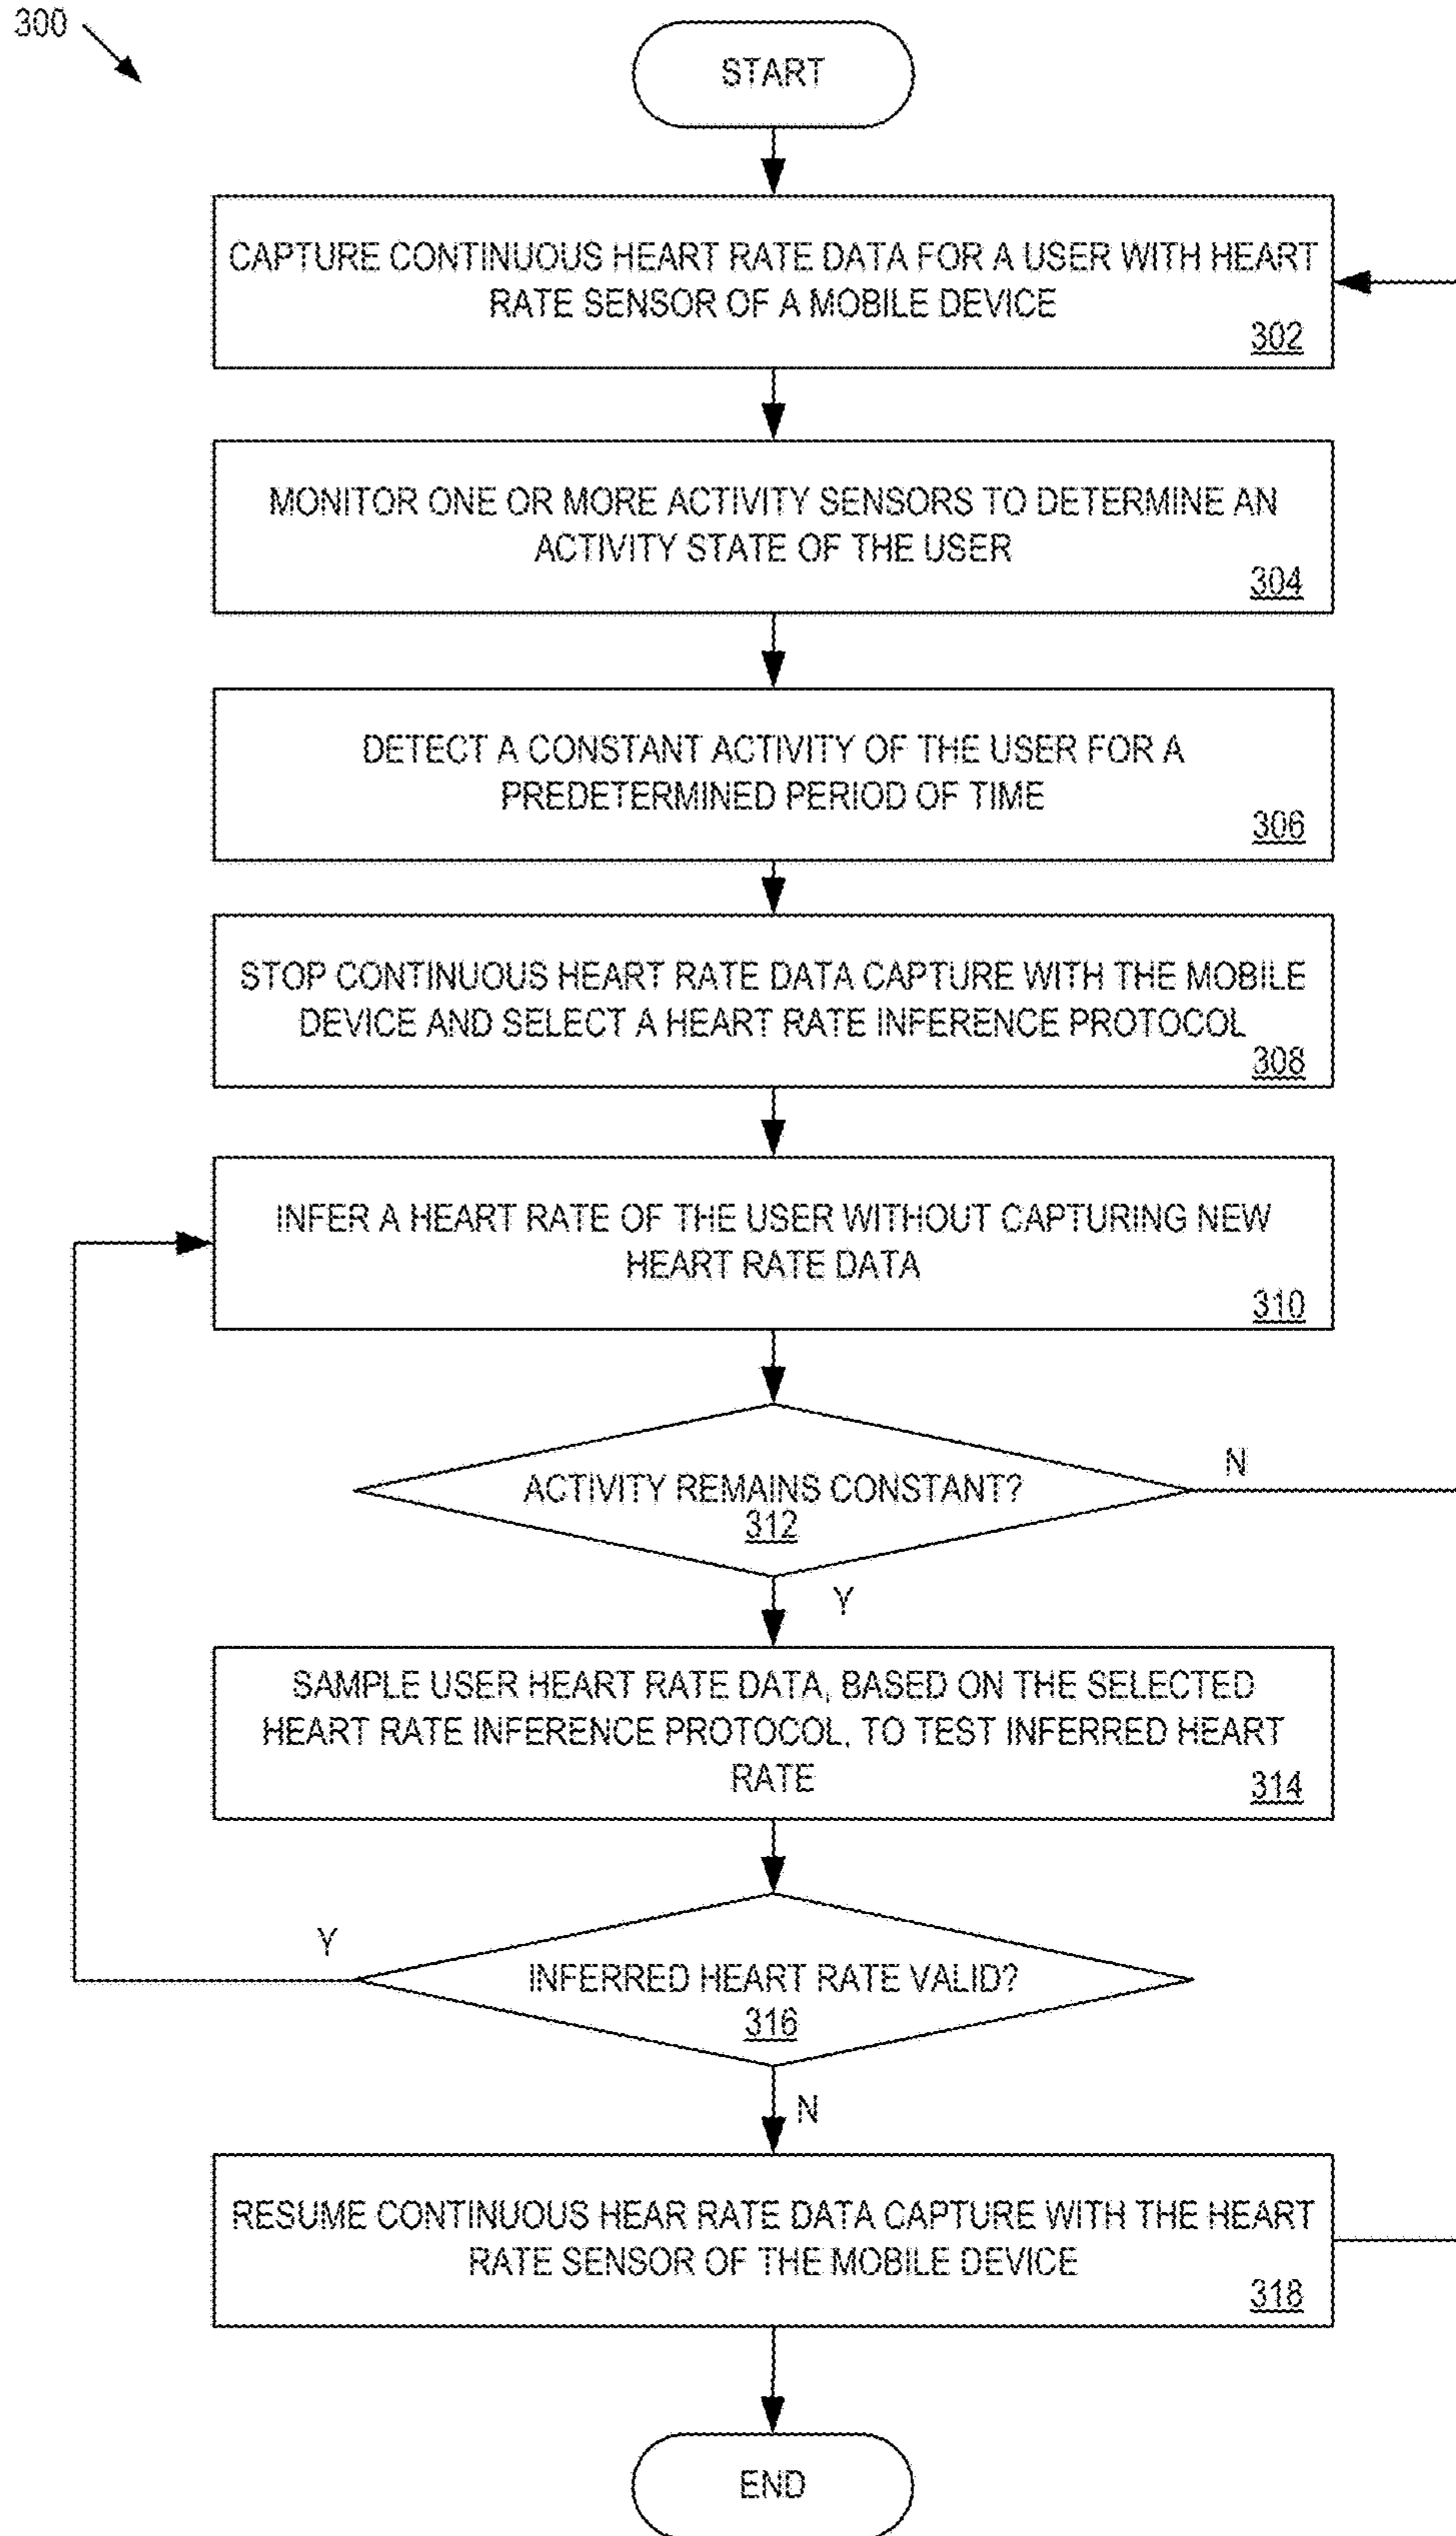 300
START
CAPTURE CONTINUOUS HEART RATE DATA FOR A USER WITH HEART
RATE SENSOR OF A MOBILE DEVICE
302
MONITOR ONE OR MORE ACTIVITY SENSORS TO DETERMINE AN
ACTIVITY STATE OF THE USER
304
DETECT A CONSTANT ACTIVITY OF THE USER FOR A
PREDETERMINED PERIOD OF TIME
306
STOP CONTINUOUS HEART RATE DATA CAPTURE WITH THE MOBILE
DEVICE AND SELECT A HEART RATE INFERENCE PROTOCOL
308
INFER A HEART RATE OF THE USER WITHOUT CAPTURING NEW
HEART RATE DATA
310
N
ACTIVITY REMAINS CONSTANT?
312
Y
SAMPLE USER HEART RATE DATA, BASED ON THE SELECTED
HEART RATE INFERENCE PROTOCOL, TO TEST INFERRED HEART
RATE
314
Y
INFERRED HEART RATE VALID?
316
N
RESUME CONTINUOUS HEAR RATE DATA CAPTURE WITH THE HEART
RATE SENSOR OF THE MOBILE DEVICE
318
END